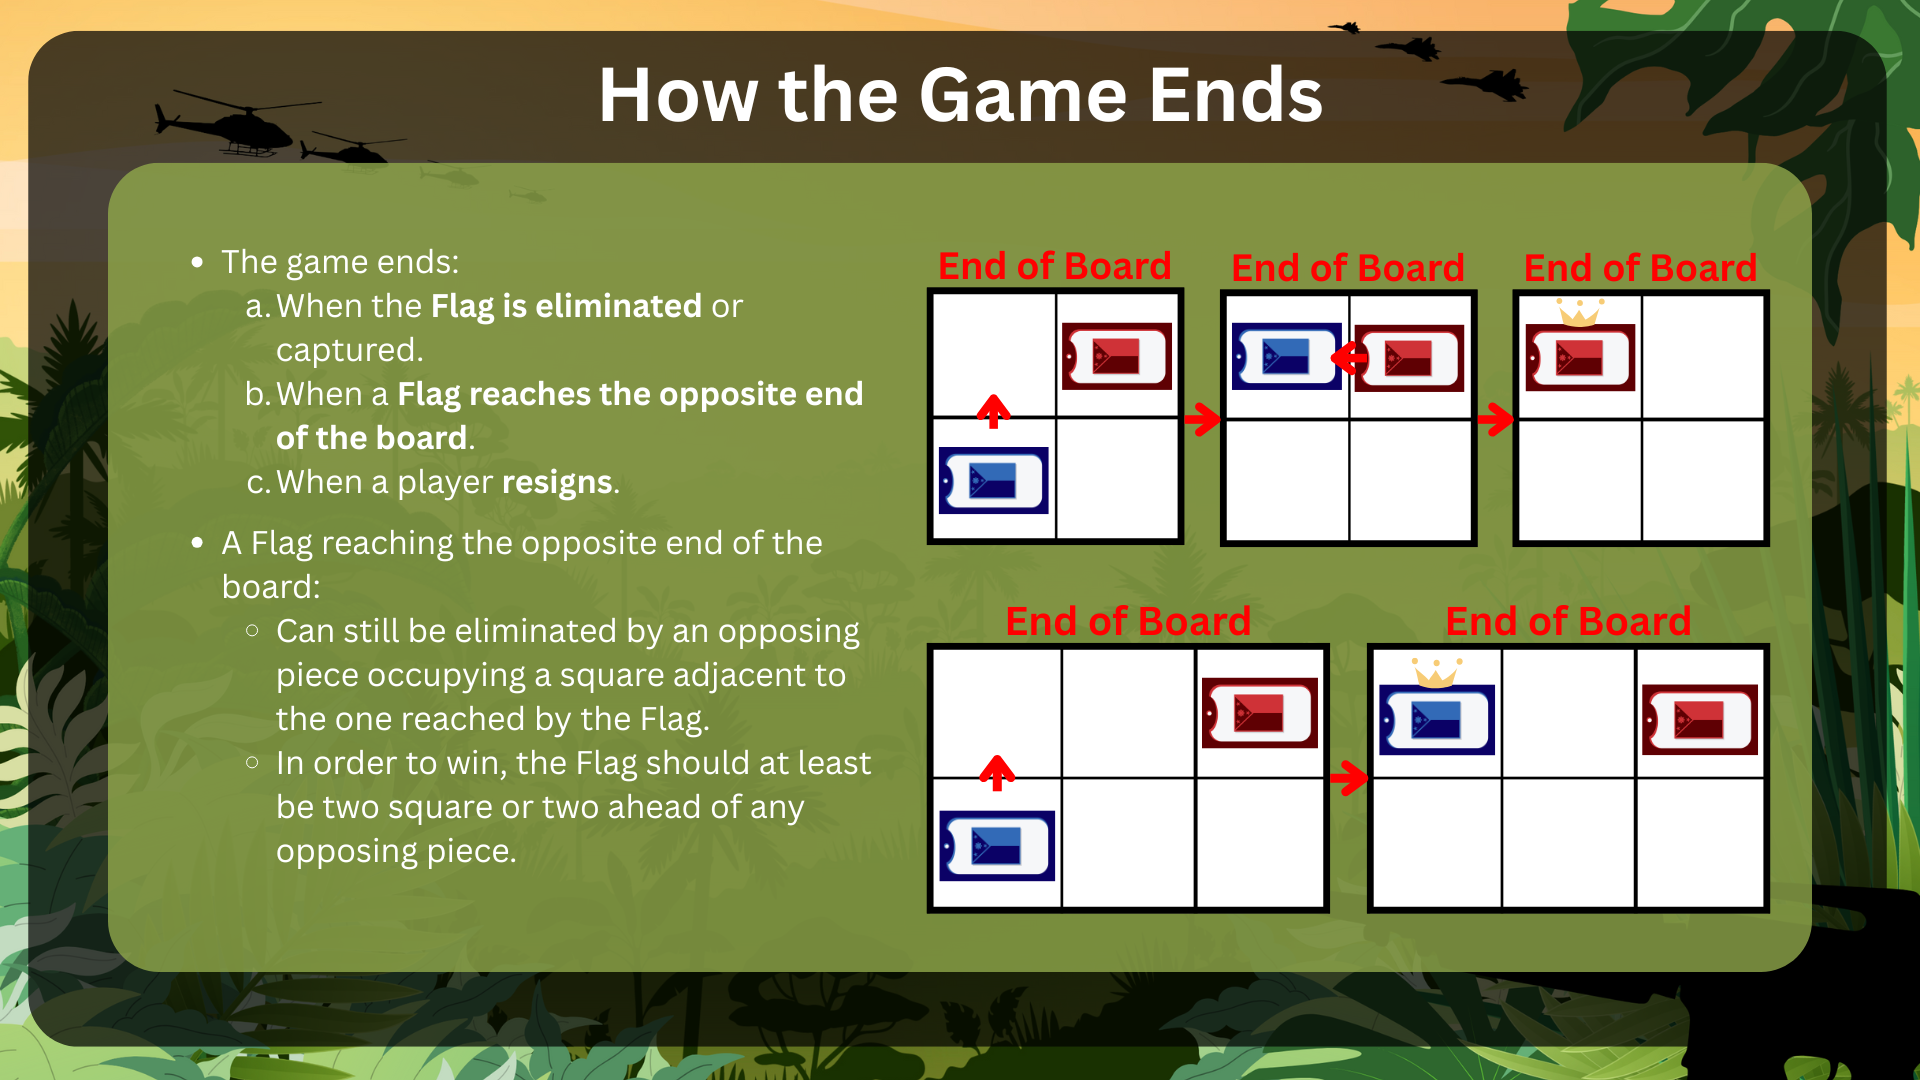 How the Game Ends
• The game ends:
a. When the Flag is eliminated or
captured.
b. When a Flag reaches the opposite end
of the board.
c. When a player resigns.
• A Flag reaching the opposite end of the
board:
○ Can still be eliminated by an opposing
piece occupying a square adjacent to
the one reached by the Flag.
○ In order to win, the Flag should at least
be two square or two ahead of any
opposing piece.
End of Board
End of Board
End of Board
End of Board
End of Board